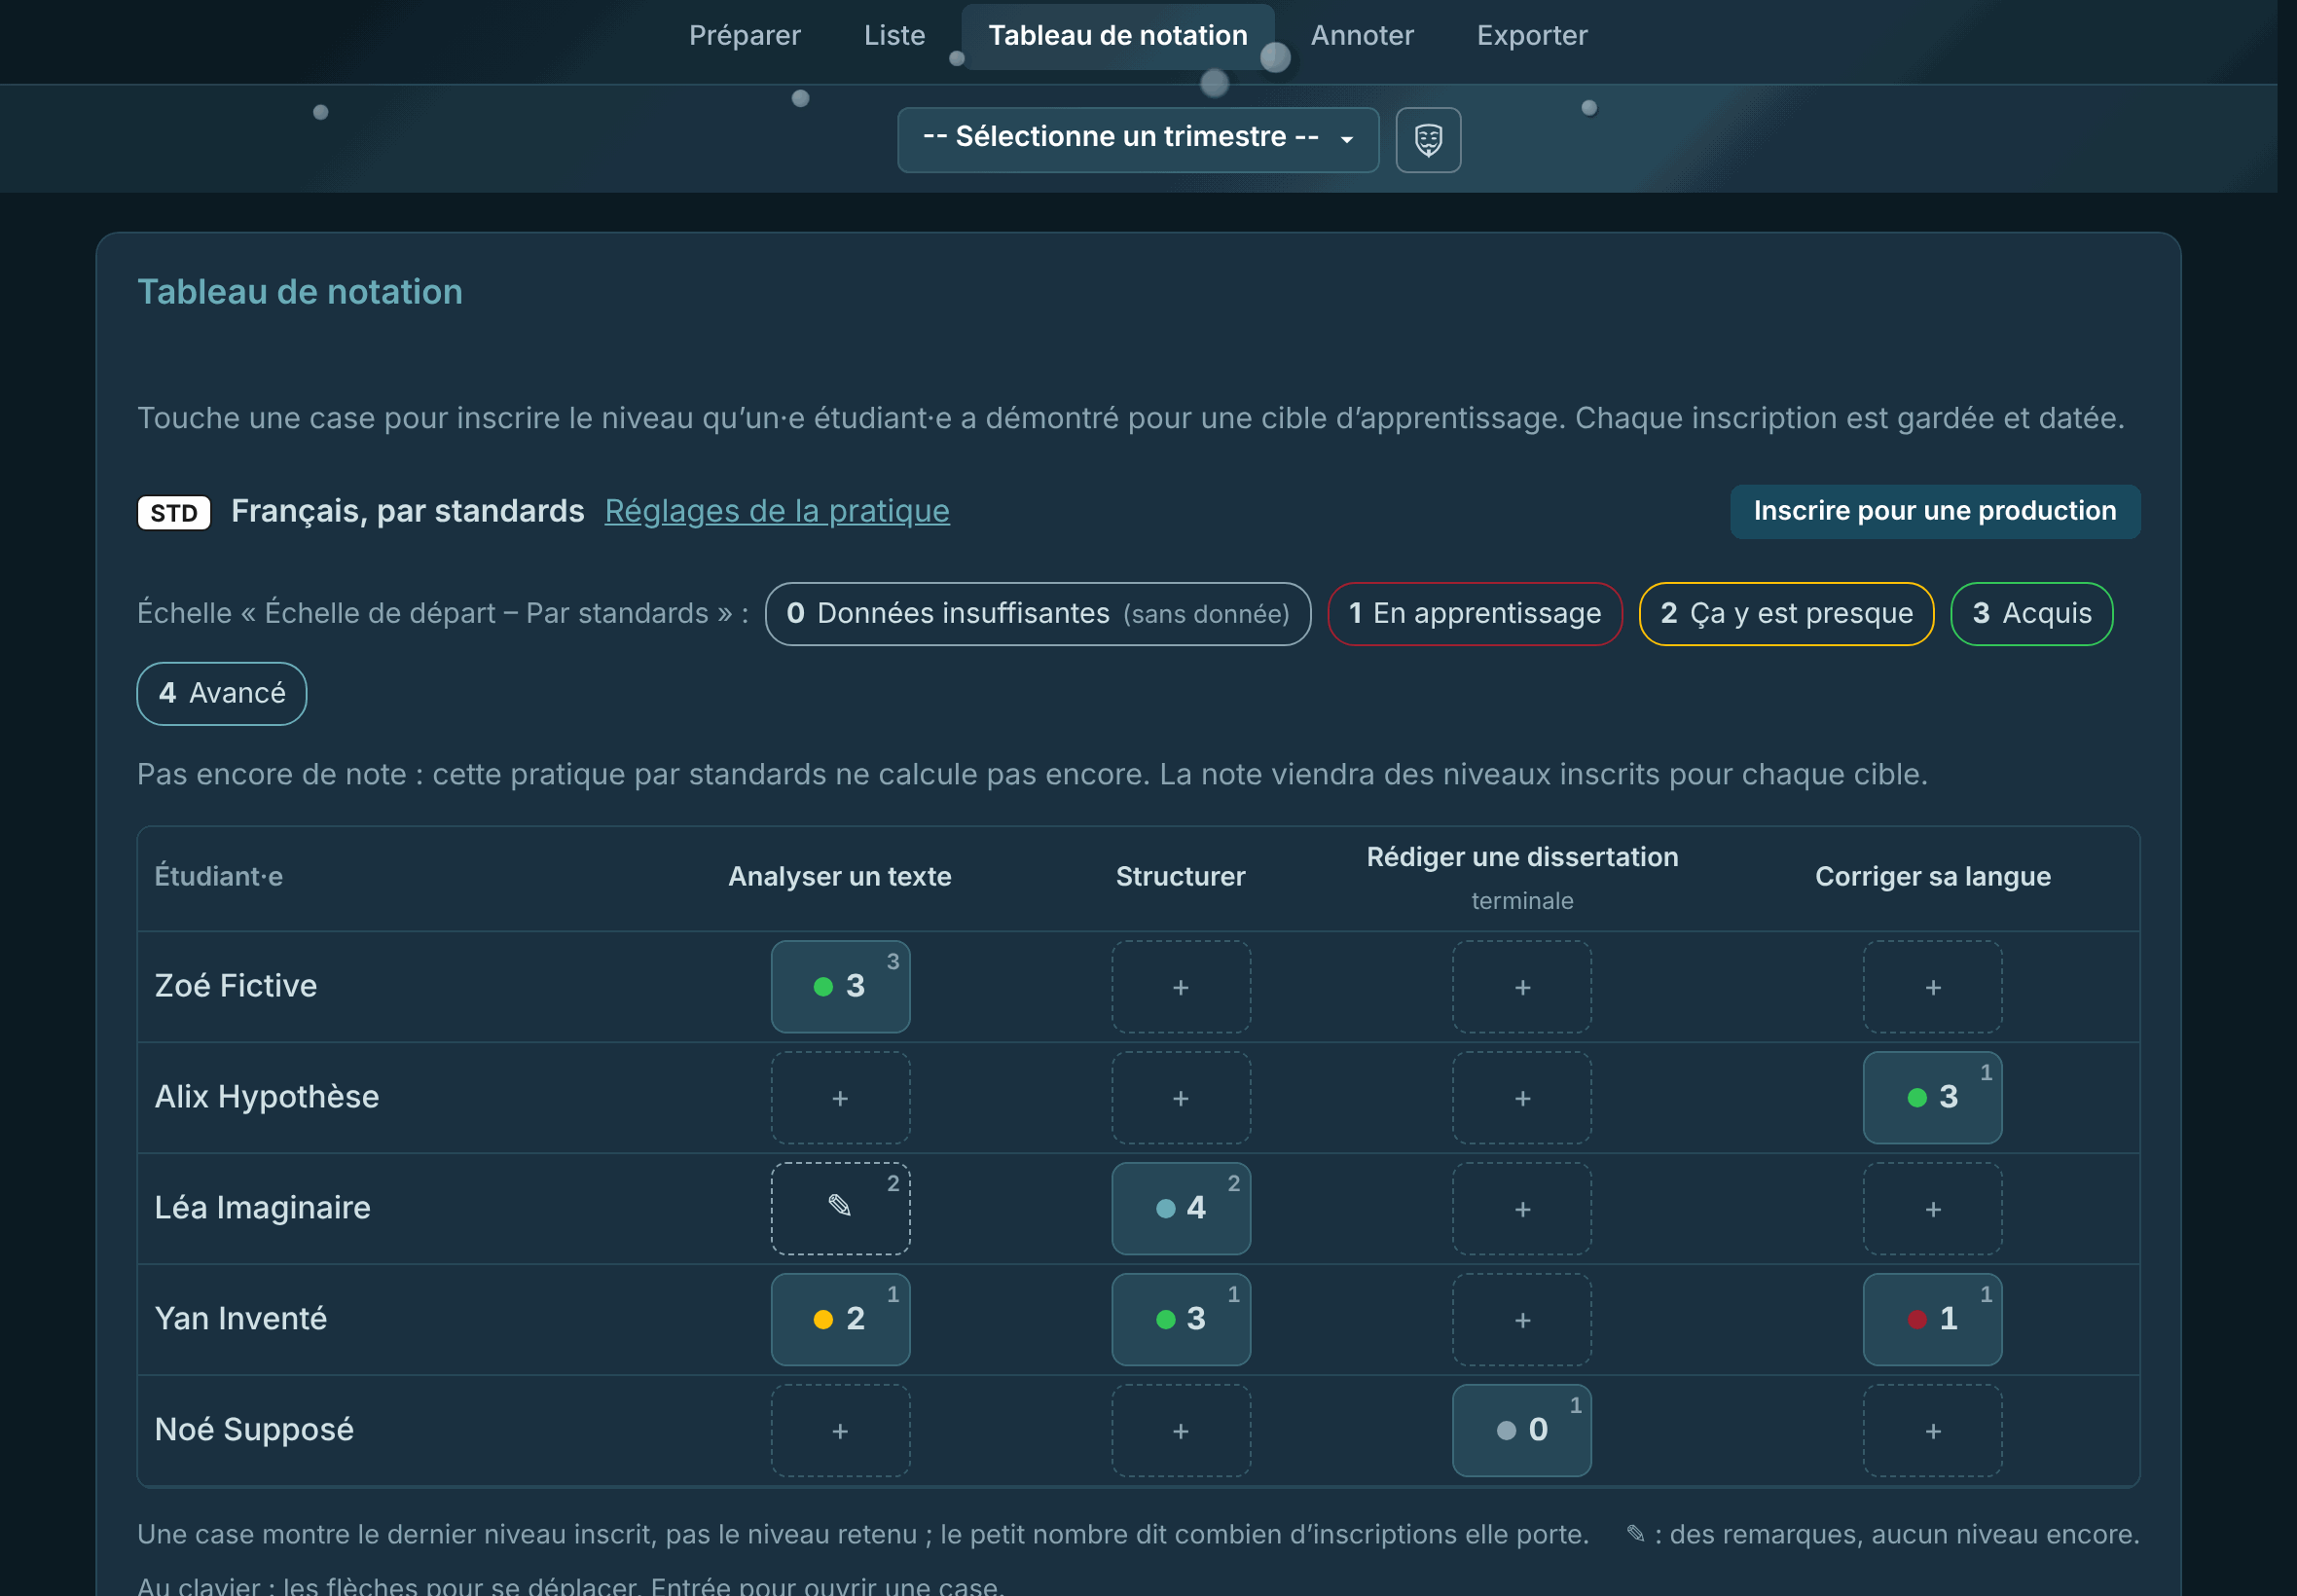 Préparer Liste Tableau de notation Annoter Exporter
-- Sélectionne un trimestre --
Tableau de notation
Touche une case pour inscrire le niveau qu’un·e étudiant·e a démontré pour une cible d’apprentissage. Chaque inscription est gardée et datée.
STD Français, par standards Réglages de la pratique Inscrire pour une production
Échelle « Échelle de départ – Par standards » : 0 Données insuffisantes (sans donnée) 1 En apprentissage 2 Ça y est presque 3 Acquis
4 Avancé
Pas encore de note : cette pratique par standards ne calcule pas encore. La note viendra des niveaux inscrits pour chaque cible.
Étudiant·e Analyser un texte Structurer Rédiger une dissertation Corriger sa langue
terminale
Zoé Fictive 3 3 + + +
Alix Hypothèse + + + 3 1
Léa Imaginaire ✎ 2 4 2 + +
Yan Inventé 2 1 3 1 + 1 1
Noé Supposé + + 0 1 +
Une case montre le dernier niveau inscrit, pas le niveau retenu ; le petit nombre dit combien d’inscriptions elle porte. ✎ : des remarques, aucun niveau encore.
Au clavier : les flèches pour se déplacer, Entrée pour ouvrir une case.